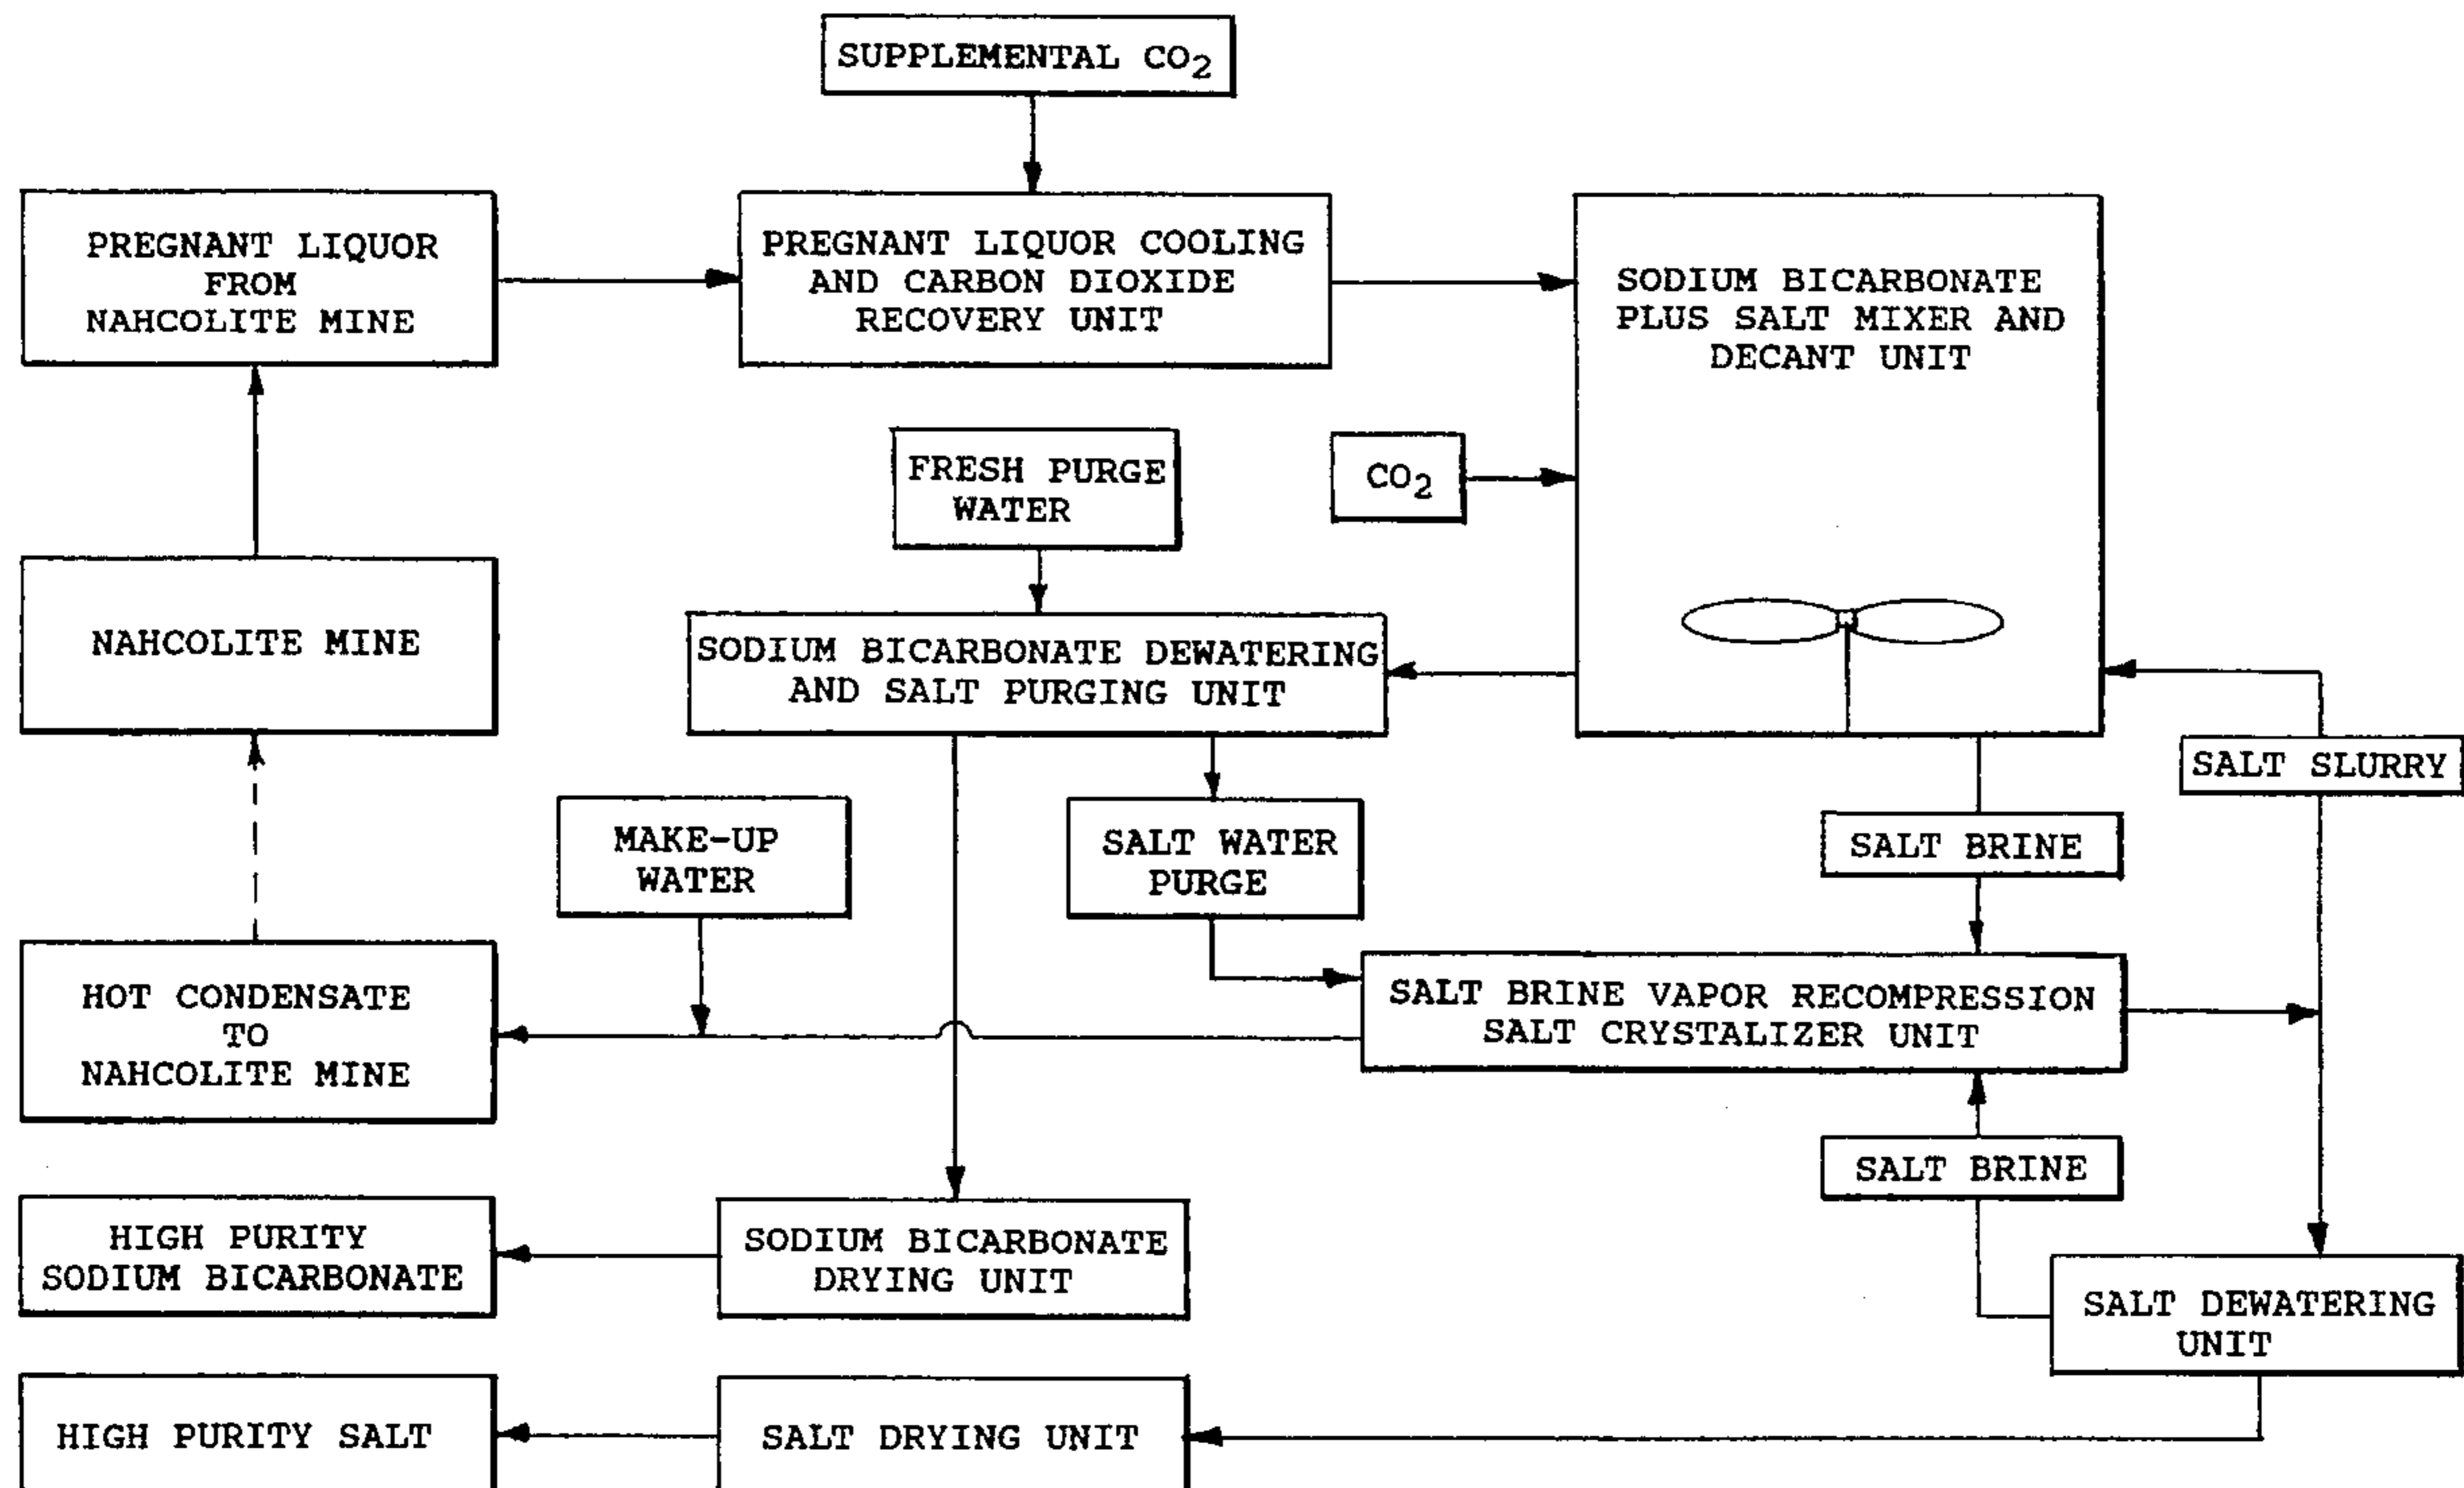 SUPPLEMENTAL CO2
PREGNANT LIQUOR
FROM
NAHCOLITE MINE
PREGNANT LIQUOR COOLING
AND CARBON DIOXIDE
RECOVERY UNIT
SODIUM BICARBONATE
PLUS SALT MIXER AND
DECANT UNIT
FRESH PURGE
WATER
CO2
NAHCOLITE MINE
SODIUM BICARBONATE DEWATERING
AND SALT PURGING UNIT
SALT SLURRY
MAKE-UP
WATER
SALT WATER
PURGE
SALT BRINE
HOT CONDENSATE
TO
NAHCOLITE MINE
SALT BRINE VAPOR RECOMPRESSION
SALT CRYSTALIZER UNIT
SALT BRINE
HIGH PURITY
SODIUM BICARBONATE
SODIUM BICARBONATE
DRYING UNIT
SALT DEWATERING
UNIT
HIGH PURITY SALT
SALT DRYING UNIT